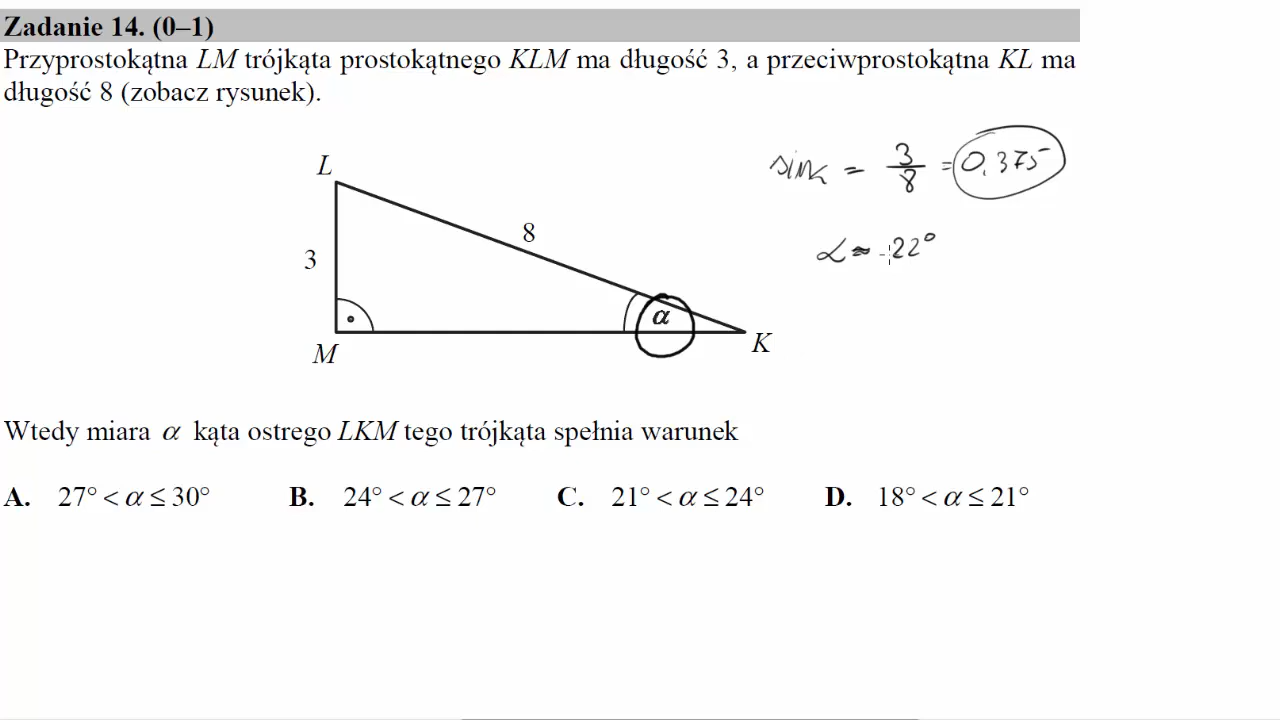 Zadanie 14. (0–1)
Przyprostokątna LM trójkąta prostokątnego KLM ma długość 3, a przeciwprostokątna KL ma
długość 8 (zobacz rysunek).
L
8
3
α
M
K
sinα = 3/8 = 0,375
α ≈ 22°
Wtedy miara α kąta ostrego LKM tego trójkąta spełnia warunek
A. 27° < α ≤ 30° B. 24° < α ≤ 27° C. 21° < α ≤ 24° D. 18° < α ≤ 21°